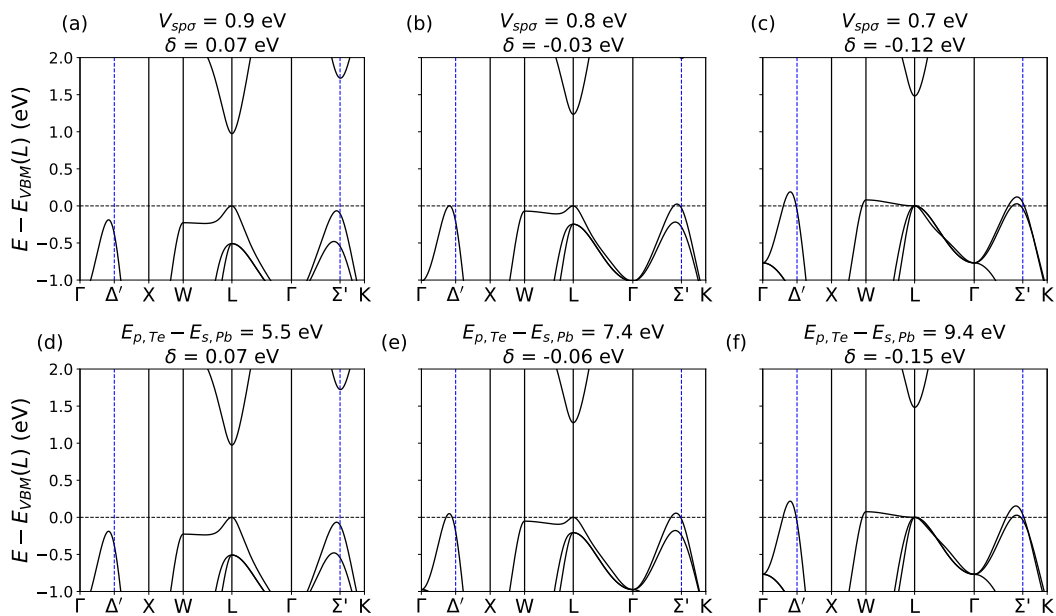 (a) V_{spσ} = 0.9 eV
δ = 0.07 eV
(b) V_{spσ} = 0.8 eV
δ = -0.03 eV
(c) V_{spσ} = 0.7 eV
δ = -0.12 eV
E − E_{VBM}(L) (eV)
2.0
1.5
1.0
0.5
0.0
−0.5
−1.0
Γ Δ′ X W L Γ Σ' K
Γ Δ′ X W L Γ Σ' K
Γ Δ′ X W L Γ Σ' K
(d) E_{p,Te} − E_{s,Pb} = 5.5 eV
δ = 0.07 eV
(e) E_{p,Te} − E_{s,Pb} = 7.4 eV
δ = -0.06 eV
(f) E_{p,Te} − E_{s,Pb} = 9.4 eV
δ = -0.15 eV
E − E_{VBM}(L) (eV)
2.0
1.5
1.0
0.5
0.0
−0.5
−1.0
Γ Δ′ X W L Γ Σ' K
Γ Δ′ X W L Γ Σ' K
Γ Δ′ X W L Γ Σ' K